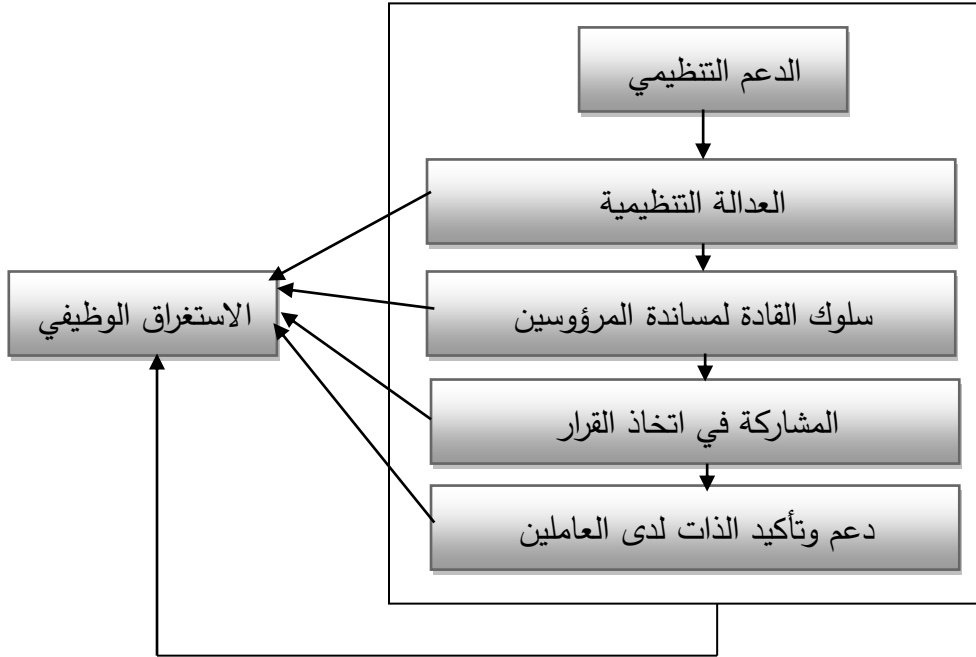 الدعم التنظيمي
العدالة التنظيمية
سلوك القادة لمساندة المرؤوسين
الاستغراق الوظيفي
المشاركة في اتخاذ القرار
دعم وتأكيد الذات لدى العاملين